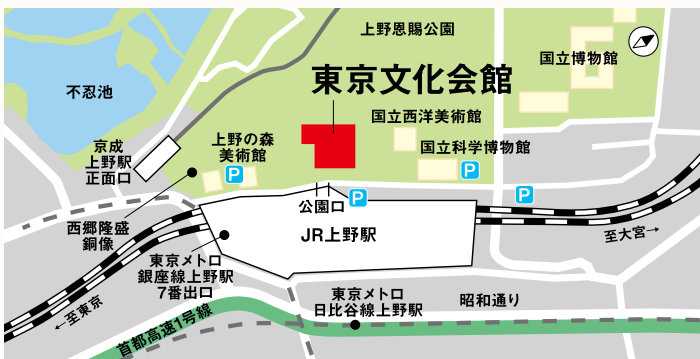 上野恩賜公園
国立博物館
東京文化会館
不忍池
国立西洋美術館
京成
上野駅
正面口
上野の森
美術館
国立科学博物館
P
P
P
P
公園口
西郷隆盛
銅像
JR上野駅
至大宮→
東京メトロ
銀座線上野駅
7番出口
東京メトロ
日比谷線上野駅
昭和通り
←至東京
首都高速1号線